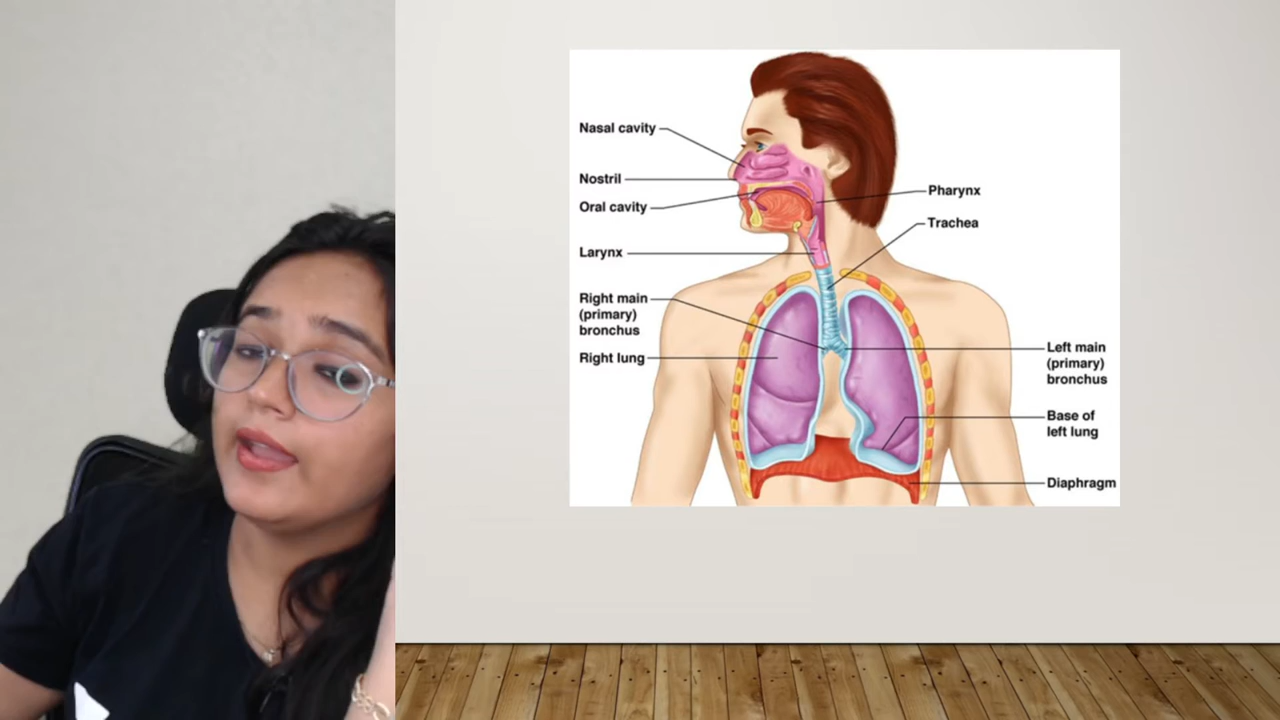 Nasal cavity
Nostril
Oral cavity
Larynx
Right main
(primary)
bronchus
Right lung
Pharynx
Trachea
Left main
(primary)
bronchus
Base of
left lung
Diaphragm